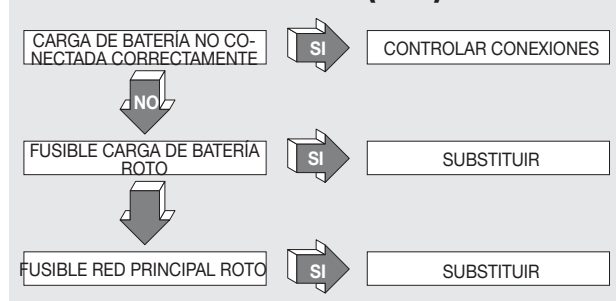 CARGA DE BATERÍA NO CO-
NECTADA CORRECTAMENTE
SI
CONTROLAR CONEXIONES
NO
FUSIBLE CARGA DE BATERÍA
ROTO
SI
SUBSTITUIR
FUSIBLE RED PRINCIPAL ROTO
SI
SUBSTITUIR